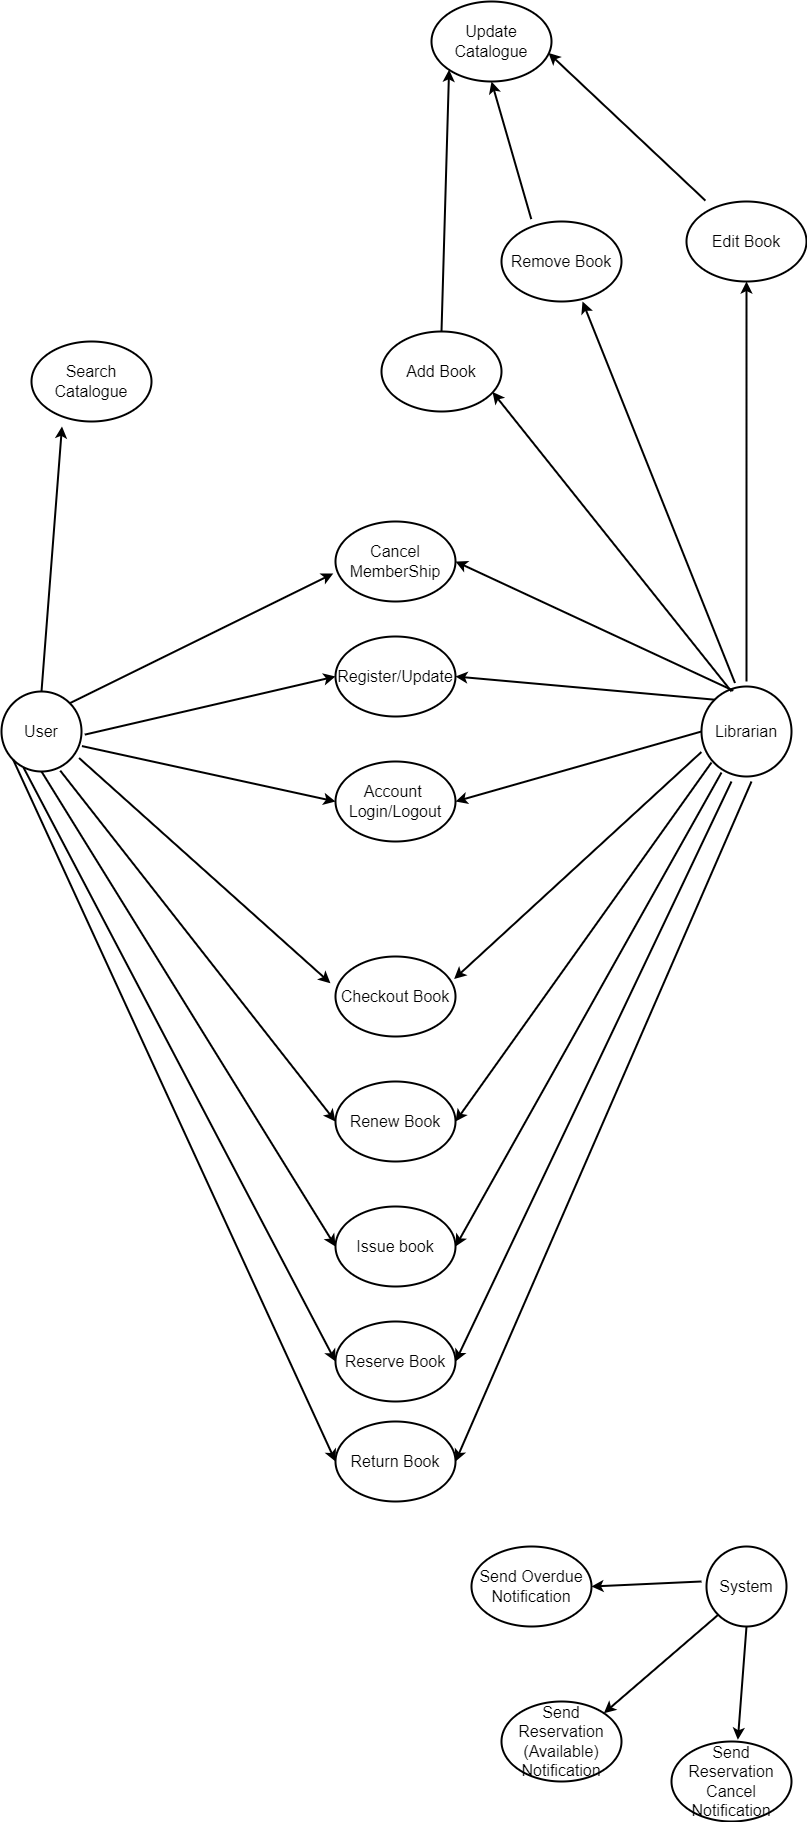 Update
Catalogue
Edit Book
Remove Book
Search
Catalogue
Add Book
Cancel
MemberShip
Register/Update
User
Librarian
Account
Login/Logout
Checkout Book
Renew Book
Issue book
Reserve Book
Return Book
Send Overdue
Notification
System
Send
Reservation
(Available)
Notification
Send
Reservation
Cancel
Notification